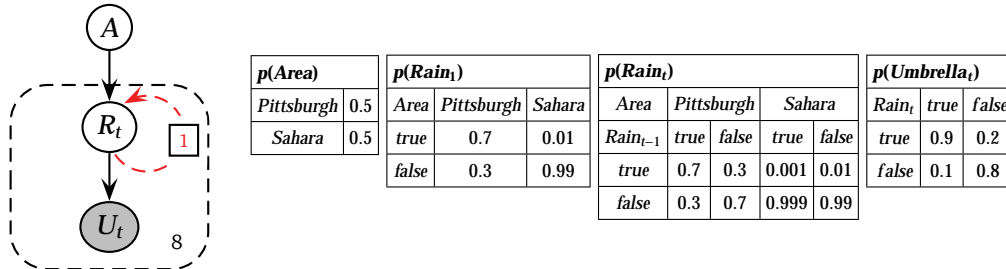 A
R_t
1
U_t
8
p(Area)
Pittsburgh 0.5
Sahara 0.5
p(Rain_1)
Area Pittsburgh Sahara
true 0.7 0.01
false 0.3 0.99
p(Rain_t)
Area Pittsburgh Sahara
Rain_{t-1} true false true false
true 0.7 0.3 0.001 0.01
false 0.3 0.7 0.999 0.99
p(Umbrella_t)
Rain_t true false
true 0.9 0.2
false 0.1 0.8